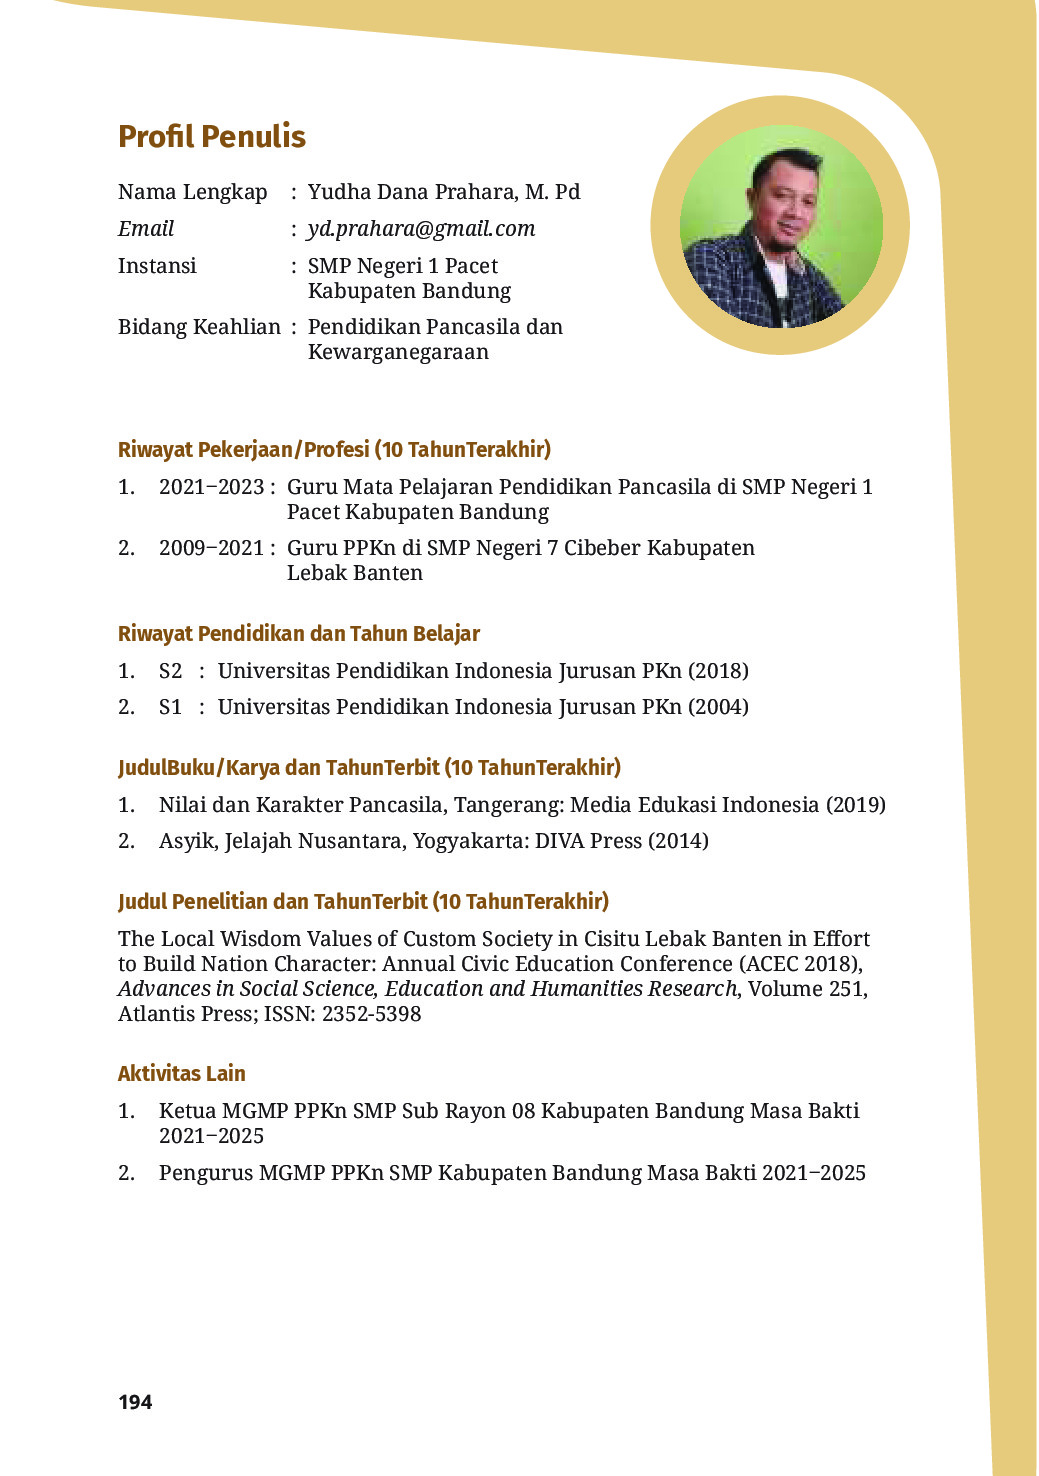 Profil Penulis
Nama Lengkap : Yudha Dana Prahara, M. Pd
Email : yd.prahara@gmail.com
Instansi : SMP Negeri 1 Pacet
Kabupaten Bandung
Bidang Keahlian : Pendidikan Pancasila dan
Kewarganegaraan
Riwayat Pekerjaan/Profesi (10 TahunTerakhir)
1. 2021–2023 : Guru Mata Pelajaran Pendidikan Pancasila di SMP Negeri 1
Pacet Kabupaten Bandung
2. 2009–2021 : Guru PPKn di SMP Negeri 7 Cibeber Kabupaten
Lebak Banten
Riwayat Pendidikan dan Tahun Belajar
1. S2 : Universitas Pendidikan Indonesia Jurusan PKn (2018)
2. S1 : Universitas Pendidikan Indonesia Jurusan PKn (2004)
JudulBuku/Karya dan TahunTerbit (10 TahunTerakhir)
1. Nilai dan Karakter Pancasila, Tangerang: Media Edukasi Indonesia (2019)
2. Asyik, Jelajah Nusantara, Yogyakarta: DIVA Press (2014)
Judul Penelitian dan TahunTerbit (10 TahunTerakhir)
The Local Wisdom Values of Custom Society in Cisitu Lebak Banten in Effort
to Build Nation Character: Annual Civic Education Conference (ACEC 2018),
Advances in Social Science, Education and Humanities Research, Volume 251,
Atlantis Press; ISSN: 2352-5398
Aktivitas Lain
1. Ketua MGMP PPKn SMP Sub Rayon 08 Kabupaten Bandung Masa Bakti
2021–2025
2. Pengurus MGMP PPKn SMP Kabupaten Bandung Masa Bakti 2021–2025
194